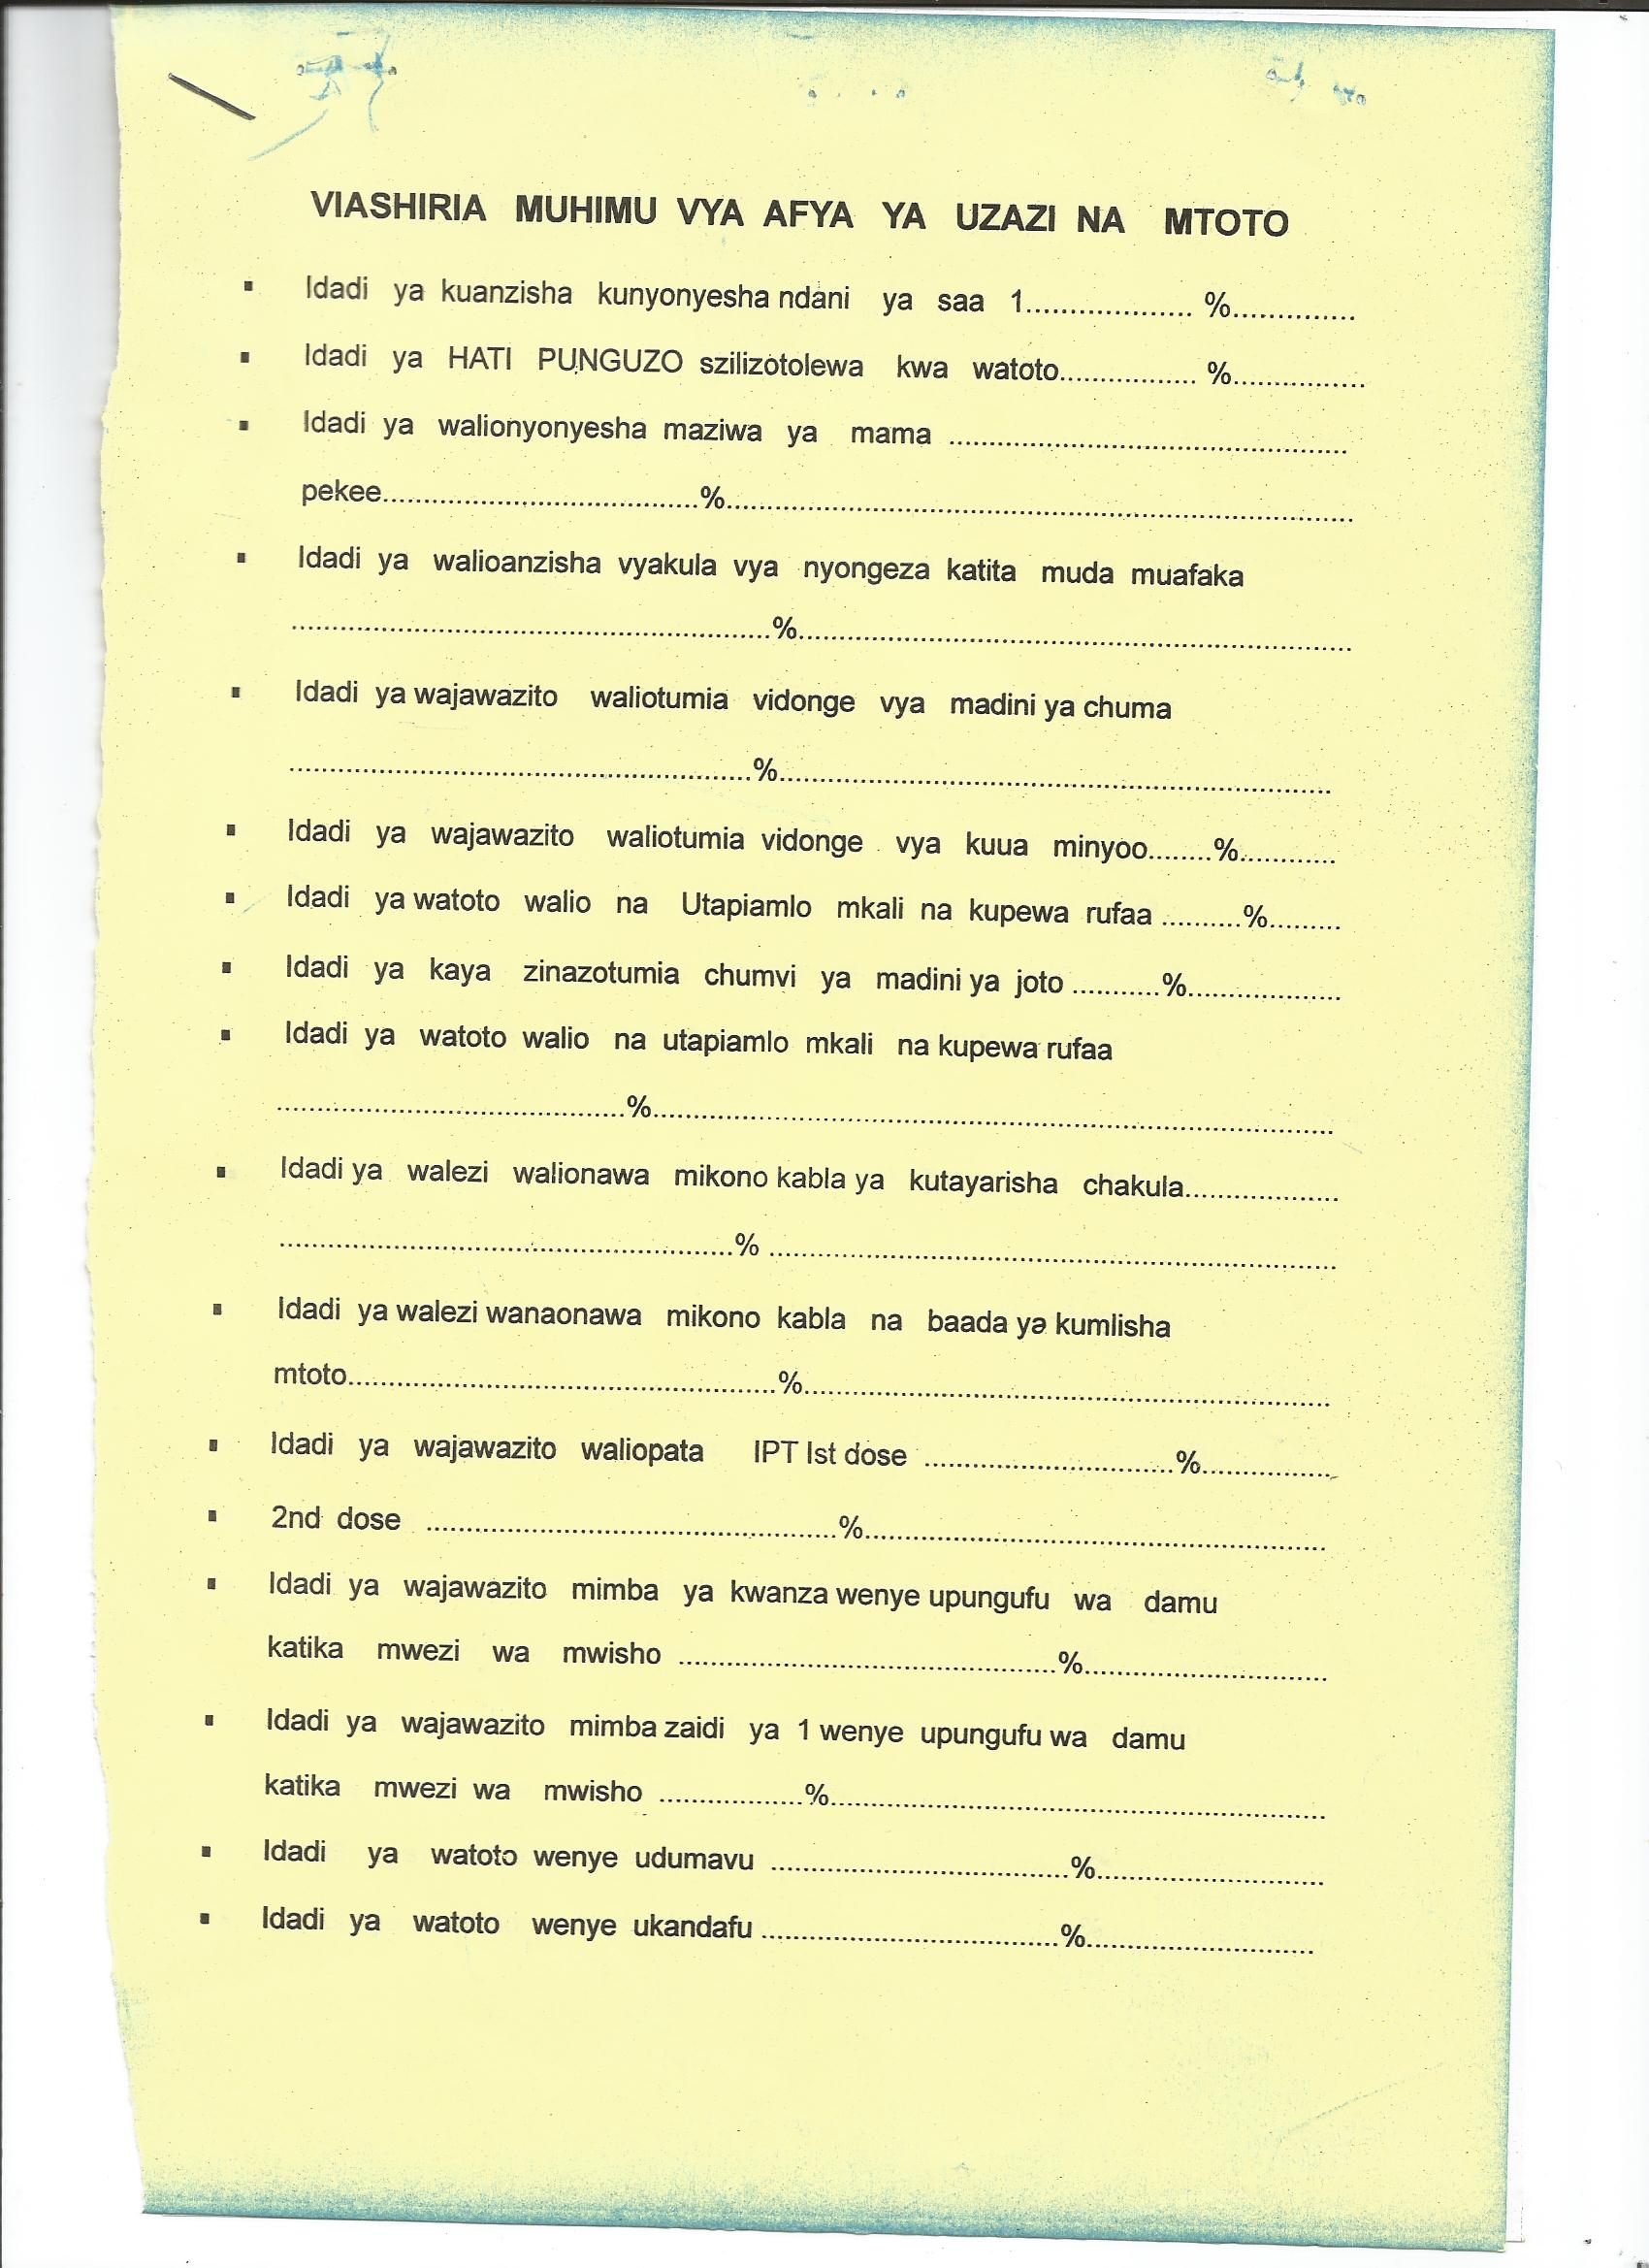 VIASHIRIA MUHIMU VYA AFYA YA UZAZI NA MTOTO
▪ Idadi ya kuanzisha kunyonyesha ndani ya saa 1................... %..............
▪ Idadi ya HATI PUNGUZO szilizotolewa kwa watoto................ %...............
▪ Idadi ya walionyonyesha maziwa ya mama .............................................
pekee......................................%......................................................................
▪ Idadi ya walioanzisha vyakula vya nyongeza katita muda muafaka
.....................................................%.............................................................
▪ Idadi ya wajawazito waliotumia vidonge vya madini ya chuma
...................................................%.............................................................
▪ Idadi ya wajawazito waliotumia vidonge vya kuua minyoo........%...........
▪ Idadi ya watoto walio na Utapiamlo mkali na kupewa rufaa ..........%........
▪ Idadi ya kaya zinazotumia chumvi ya madini ya joto ...........%.................
▪ Idadi ya watoto walio na utapiamlo mkali na kupewa rufaa
.......................................%...........................................................................
▪ Idadi ya walezi walionawa mikono kabla ya kutayarisha chakula.................
..................................................% ...............................................................
▪ Idadi ya walezi wanaonawa mikono kabla na baada ya kumlisha
mtoto...............................................%..........................................................
▪ Idadi ya wajawazito waliopata IPT Ist dose ............................%..............
▪ 2nd dose .............................................%...................................................
▪ Idadi ya wajawazito mimba ya kwanza wenye upungufu wa damu
katika mwezi wa mwisho ..........................................%...........................
▪ Idadi ya wajawazito mimba zaidi ya 1 wenye upungufu wa damu
katika mwezi wa mwisho ................%.......................................................
▪ Idadi ya watoto wenye udumavu .................................%.........................
▪ Idadi ya watoto wenye ukandafu .................................%.........................